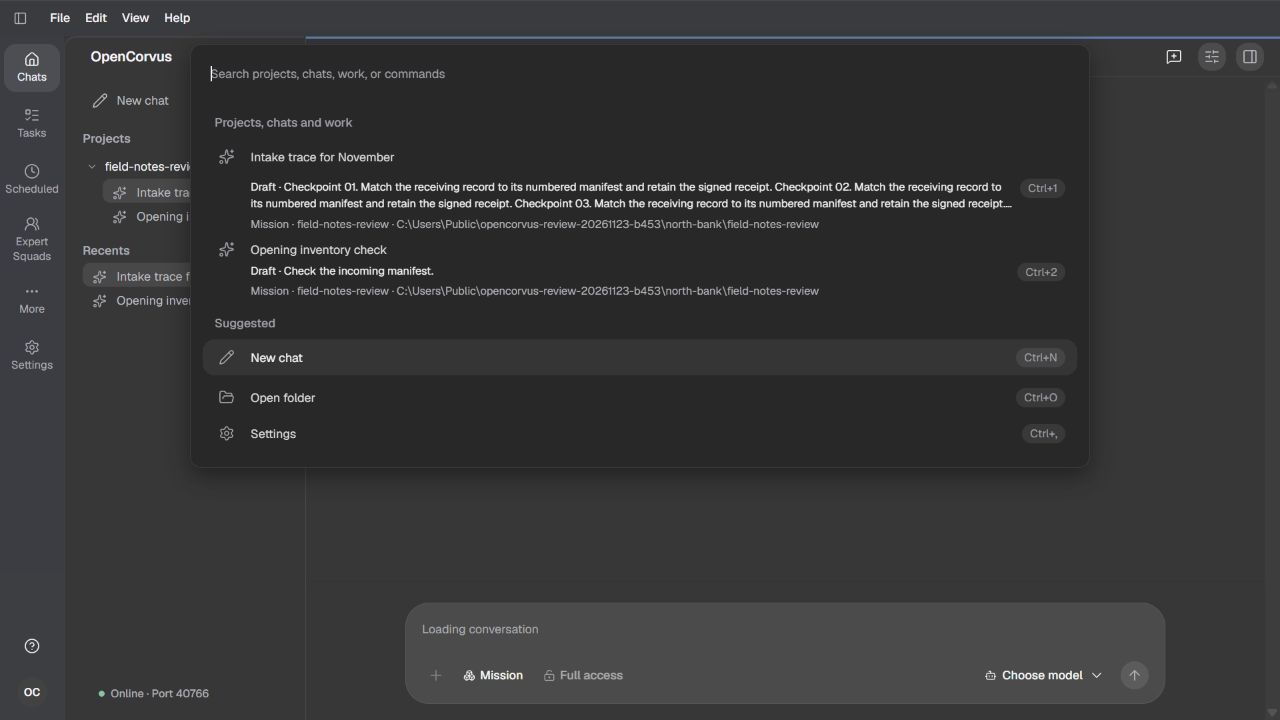 File Edit View Help
Chats
Tasks
Scheduled
Expert
Squads
More
Settings
OC
OpenCorvus
New chat
Projects
field-notes-revi
Intake tra
Opening i
Recents
Intake trace f
Opening inver
Online · Port 40766
Search projects, chats, work, or commands
Projects, chats and work
Intake trace for November
Draft · Checkpoint 01. Match the receiving record to its numbered manifest and retain the signed receipt. Checkpoint 02. Match the receiving record to
its numbered manifest and retain the signed receipt. Checkpoint 03. Match the receiving record to its numbered manifest and retain the signed receipt....
Ctrl+1
Mission · field-notes-review · C:\Users\Public\opencorvus-review-20261123-b453\north-bank\field-notes-review
Opening inventory check
Draft · Check the incoming manifest.
Ctrl+2
Mission · field-notes-review · C:\Users\Public\opencorvus-review-20261123-b453\north-bank\field-notes-review
Suggested
New chat Ctrl+N
Open folder Ctrl+O
Settings Ctrl+,
Loading conversation
Mission Full access Choose model